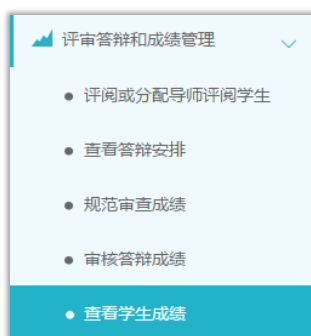 评审答辩和成绩管理
评阅或分配导师评阅学生
查看答辩安排
规范审查成绩
审核答辩成绩
查看学生成绩